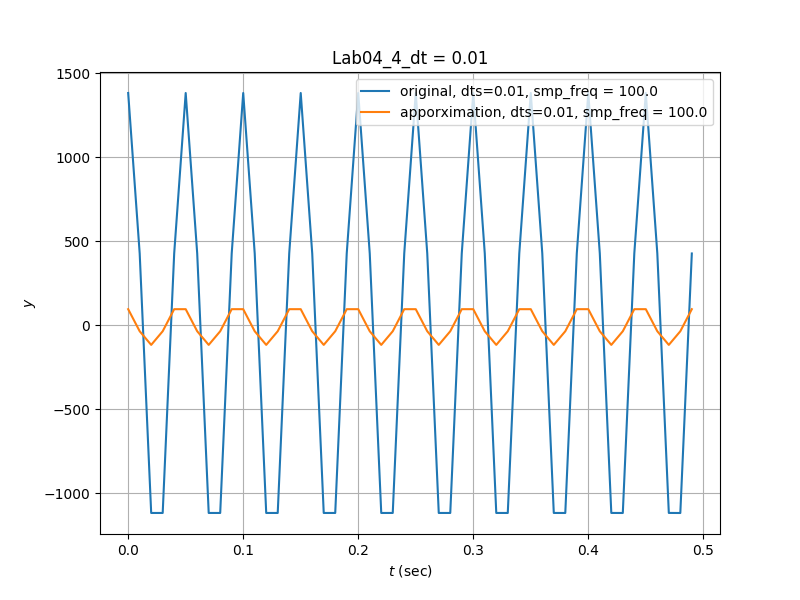 Lab04_4_dt = 0.01
original, dts=0.01, smp_freq = 100.0
apporximation, dts=0.01, smp_freq = 100.0
1500
1000
500
0
−500
−1000
y
0.0 0.1 0.2 0.3 0.4 0.5
t (sec)